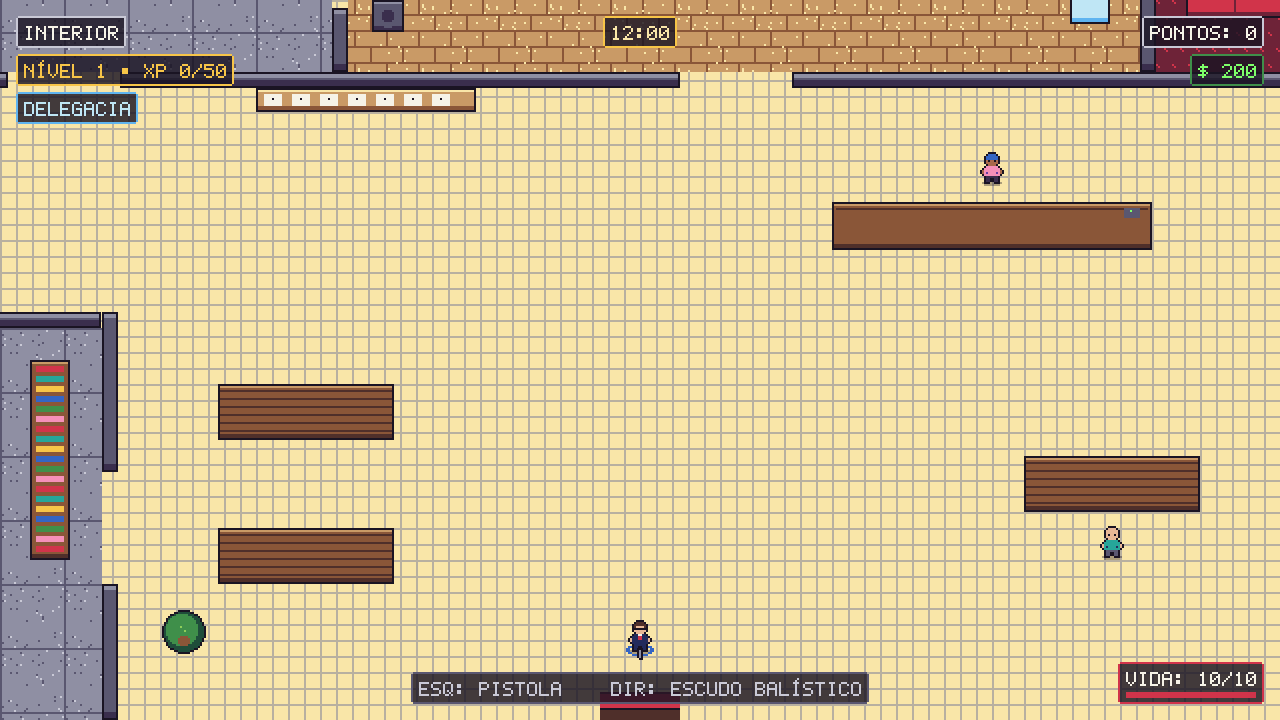 INTERIOR
12:00
PONTOS: 0
NÍVEL 1 ▪ XP 0/50
$ 200
DELEGACIA
ESQ: PISTOLA DIR: ESCUDO BALÍSTICO
VIDA: 10/10